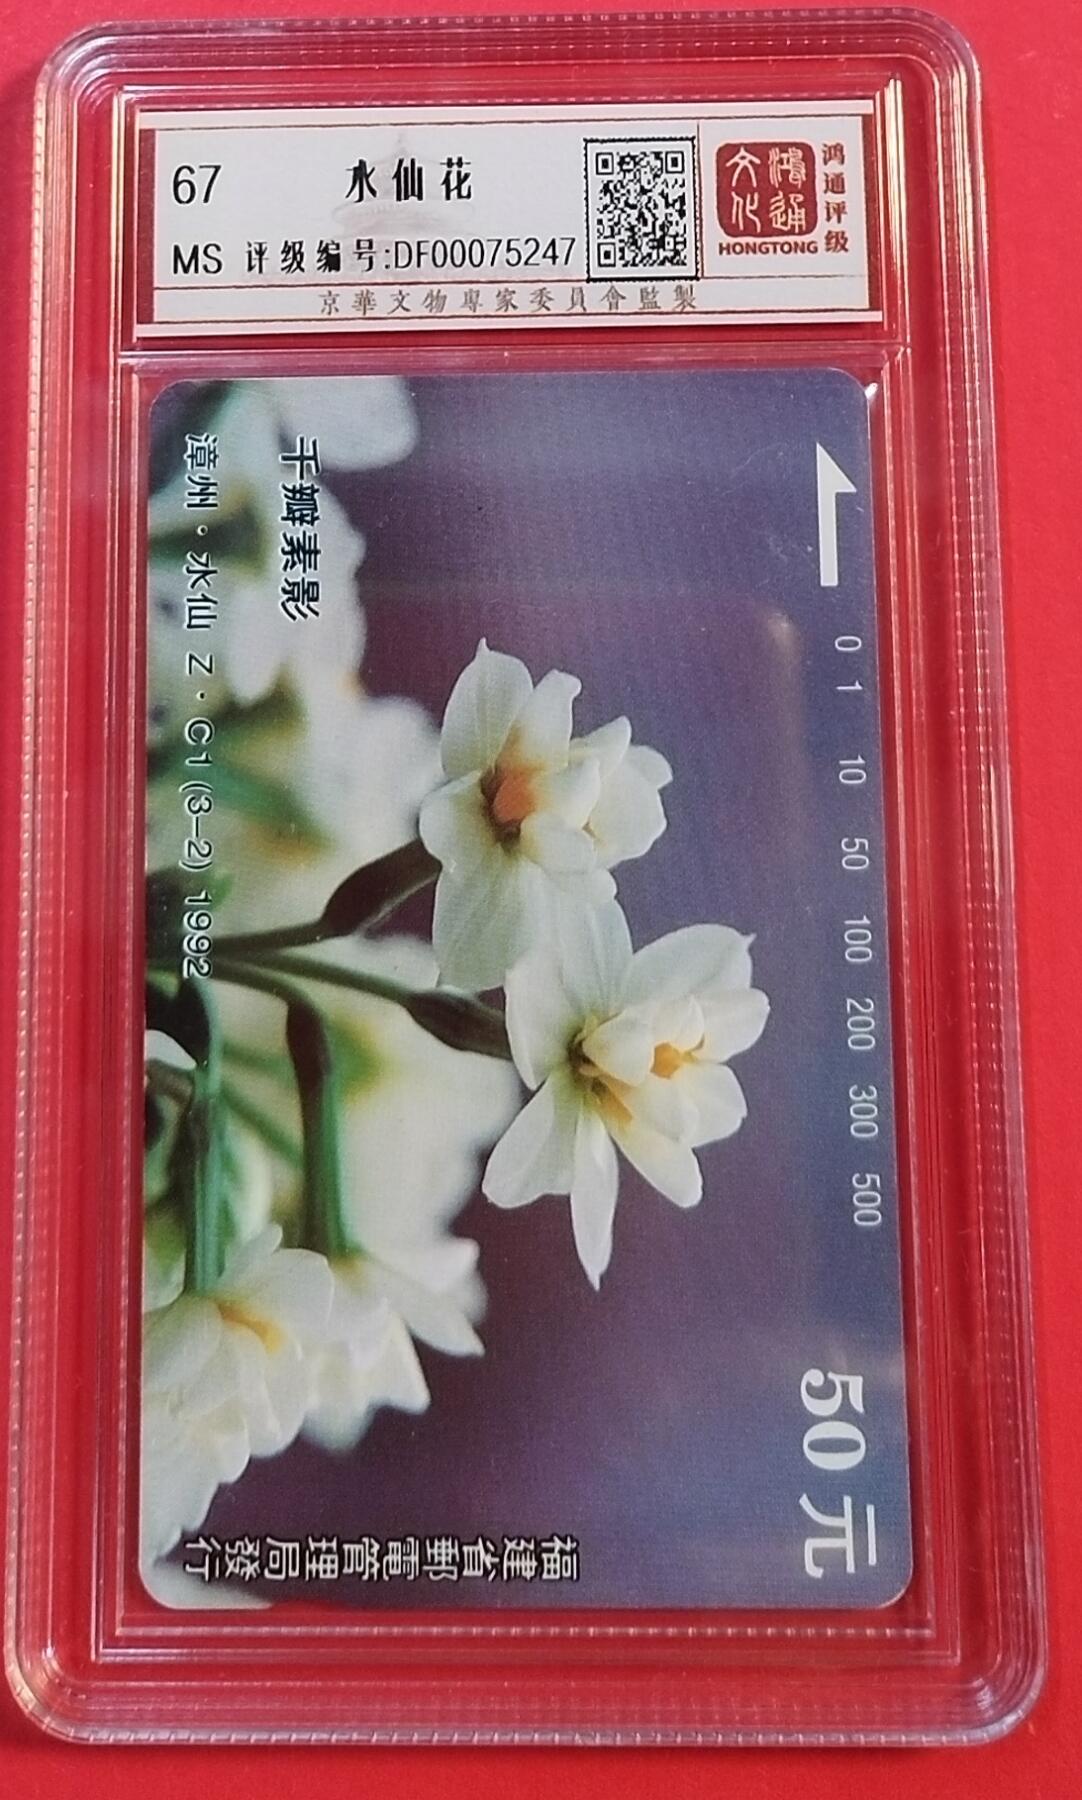 67
水仙花
MS 评级编号:DF00075247
京華文物專家委員會監製
鴻通
文化
HONGTONG
鸿通评级
0 1 10 50 100 200 300 500
50元
千瓣素影
漳州·水仙 Z·C1 (3—2) 1992
福建省郵電管理局發行